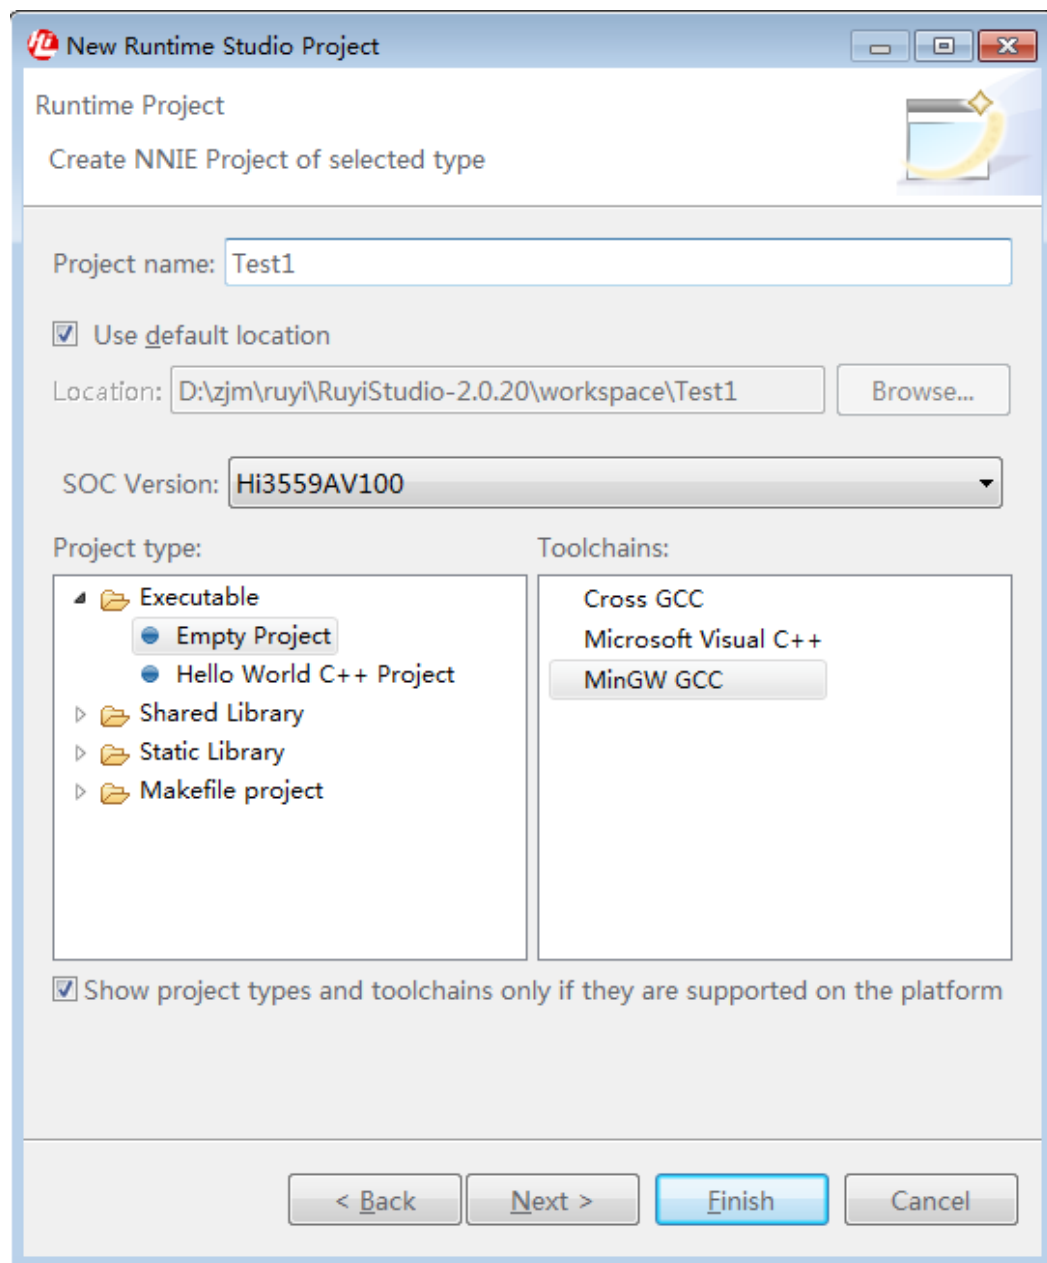 New Runtime Studio Project
Runtime Project
Create NNIE Project of selected type
Project name: Test1
Use default location
Location: D:\zjm\ruyi\RuyiStudio-2.0.20\workspace\Test1 Browse...
SOC Version: Hi3559AV100
Project type: Toolchains:
Executable Cross GCC
Empty Project Microsoft Visual C++
Hello World C++ Project MinGW GCC
Shared Library
Static Library
Makefile project
Show project types and toolchains only if they are supported on the platform
< Back Next > Finish Cancel